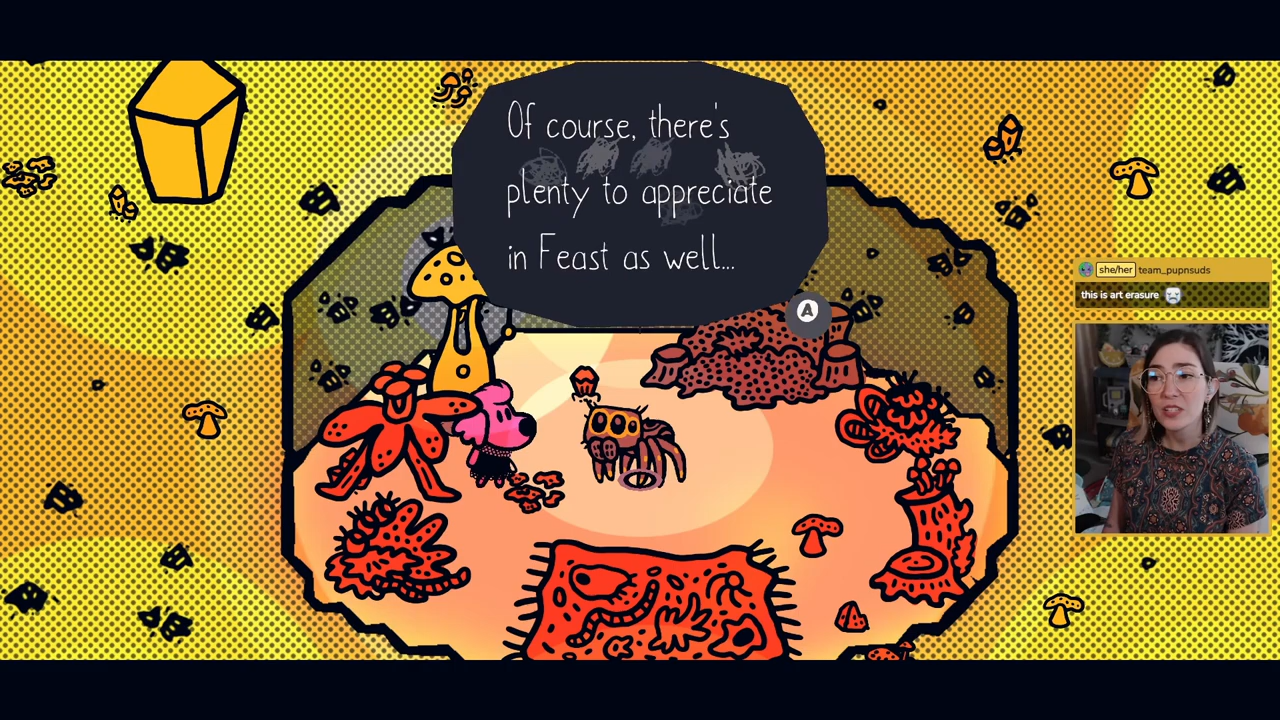 Of course, there's
plenty to appreciate
in Feast as well...
A
she/her team_pupnsuds
this is art erasure